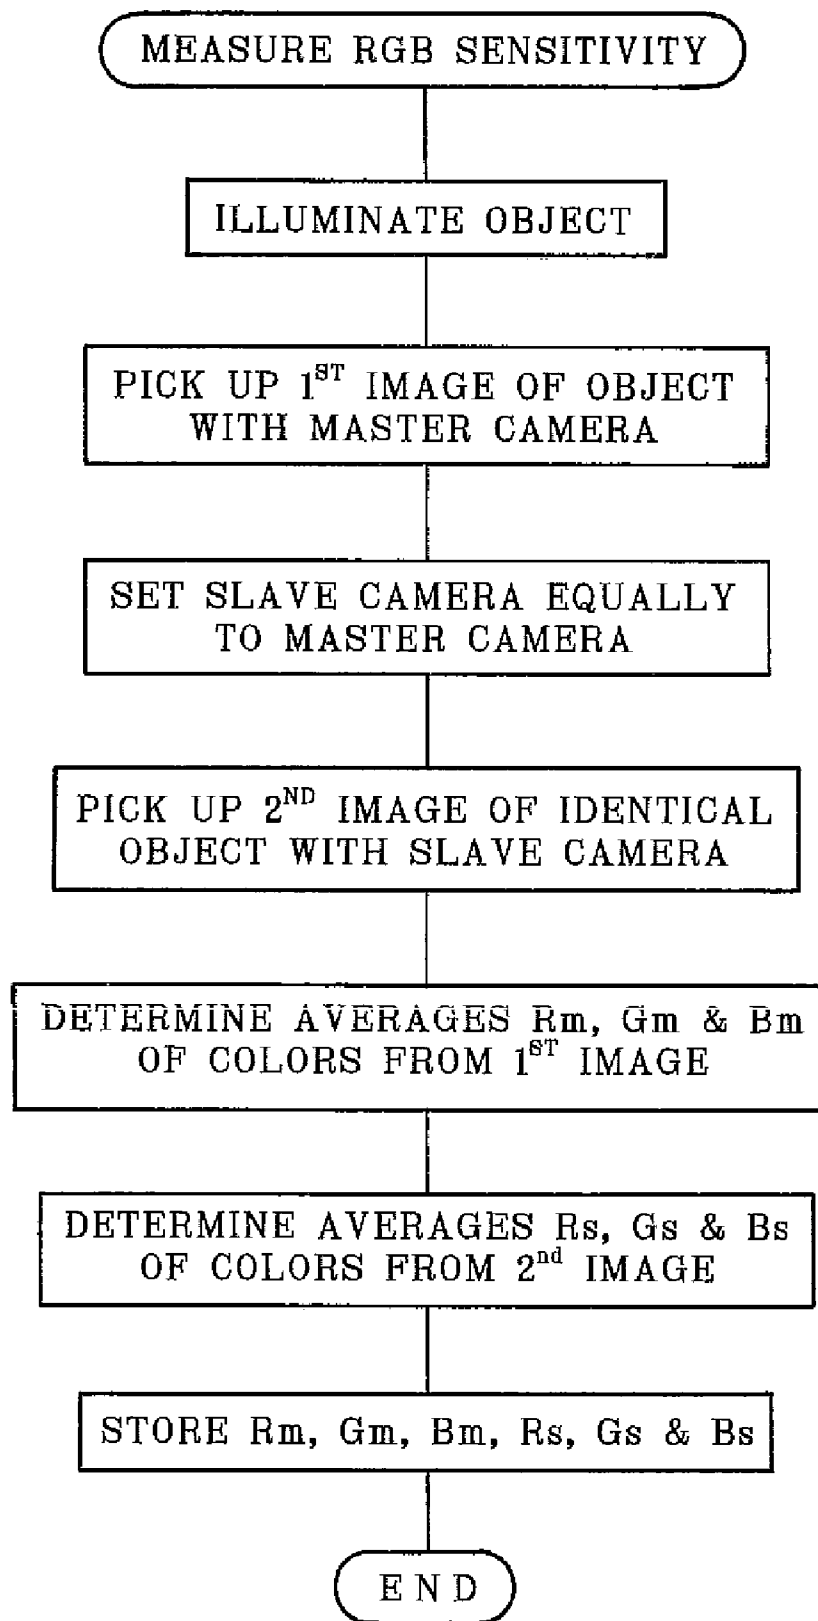 MEASURE RGB SENSITIVITY
ILLUMINATE OBJECT
PICK UP 1ST IMAGE OF OBJECT
WITH MASTER CAMERA
SET SLAVE CAMERA EQUALLY
TO MASTER CAMERA
PICK UP 2ND IMAGE OF IDENTICAL
OBJECT WITH SLAVE CAMERA
DETERMINE AVERAGES Rm, Gm & Bm
OF COLORS FROM 1ST IMAGE
DETERMINE AVERAGES Rs, Gs & Bs
OF COLORS FROM 2nd IMAGE
STORE Rm, Gm, Bm, Rs, Gs & Bs
END